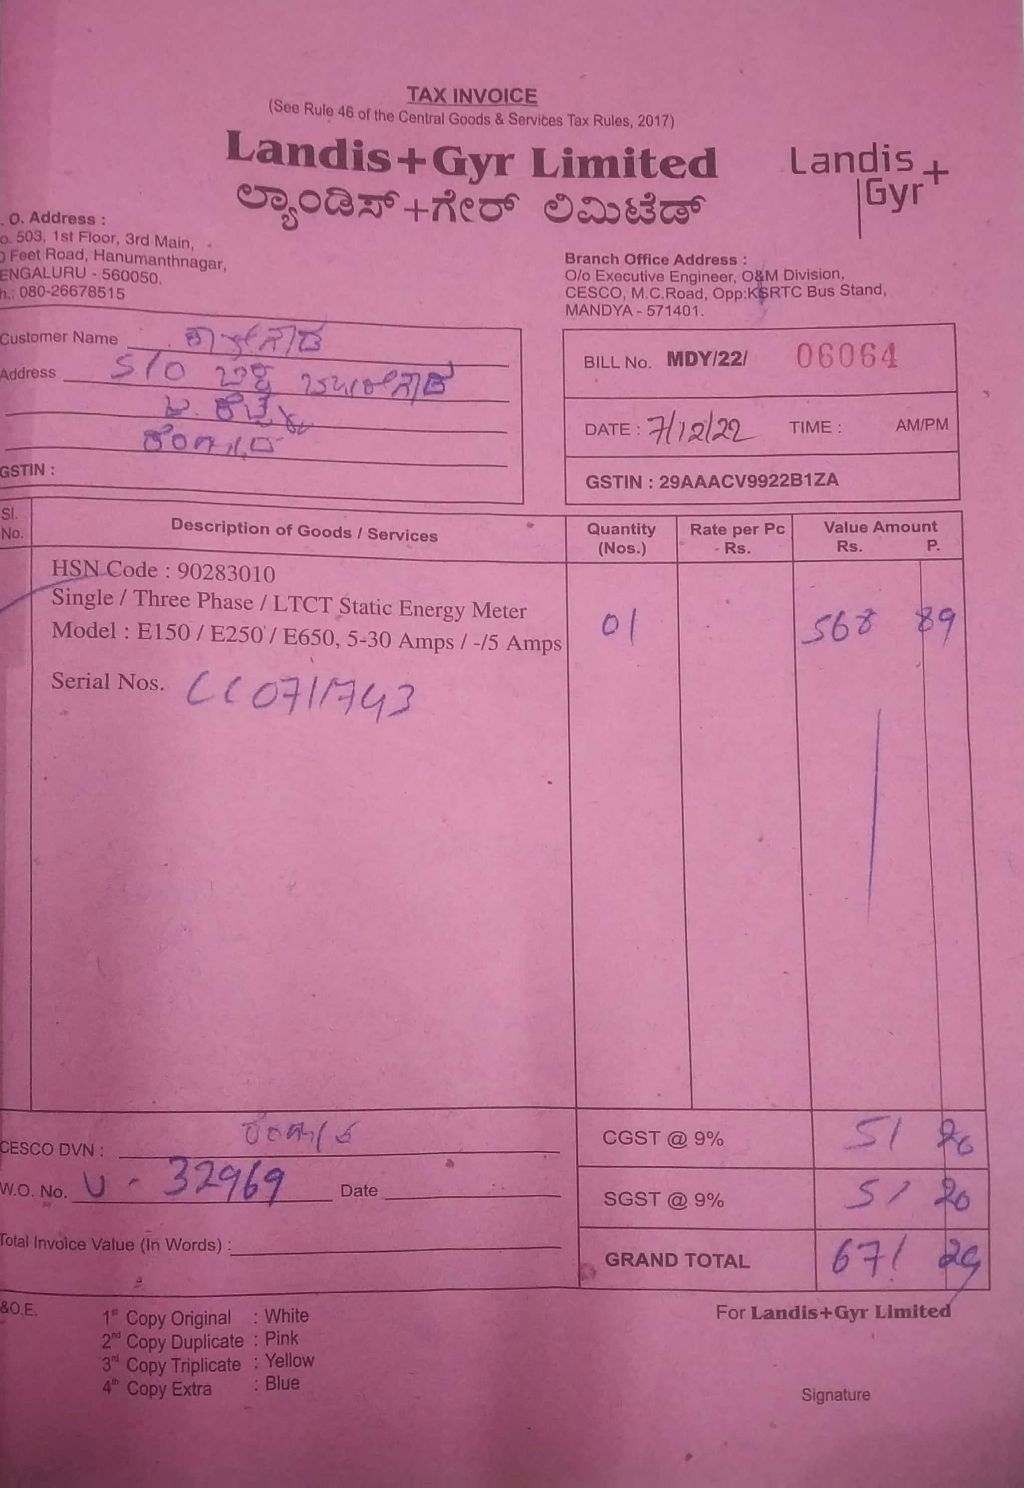 TAX INVOICE
(See Rule 46 of the Central Goods & Services Tax Rules, 2017)
Landis+Gyr Limited
ಲ್ಯಾಂಡಿಸ್+ಗೇರ್ ಲಿಮಿಟೆಡ್
Landis
Gyr+
. O. Address :
o. 503, 1st Floor, 3rd Main,
Feet Road, Hanumanthnagar,
ENGALURU - 560050.
h.: 080-26678515
Branch Office Address :
O/o Executive Engineer, O&M Division,
CESCO, M.C.Road, Opp:KSRTC Bus Stand,
MANDYA - 571401.
Customer Name
Address S/O
GSTIN :
BILL No. MDY/22/ 06064
DATE : 7/12/22 TIME : AM/PM
GSTIN : 29AAACV9922B1ZA
Sl. No. Description of Goods / Services Quantity (Nos.) Rate per Pc Rs. Value Amount Rs. P.
HSN Code : 90283010
Single / Three Phase / LTCT Static Energy Meter
Model : E150 / E250 / E650, 5-30 Amps / -/5 Amps 01 568 89
Serial Nos.
CESCO DVN :
CGST @ 9% 51 20
W.O. No. U - 32969 Date
SGST @ 9% 51 20
Total Invoice Value (In Words) :
GRAND TOTAL 671 29
&O.E.
1st Copy Original : White
2nd Copy Duplicate : Pink
3rd Copy Triplicate : Yellow
4th Copy Extra : Blue
For Landis+Gyr Limited
Signature